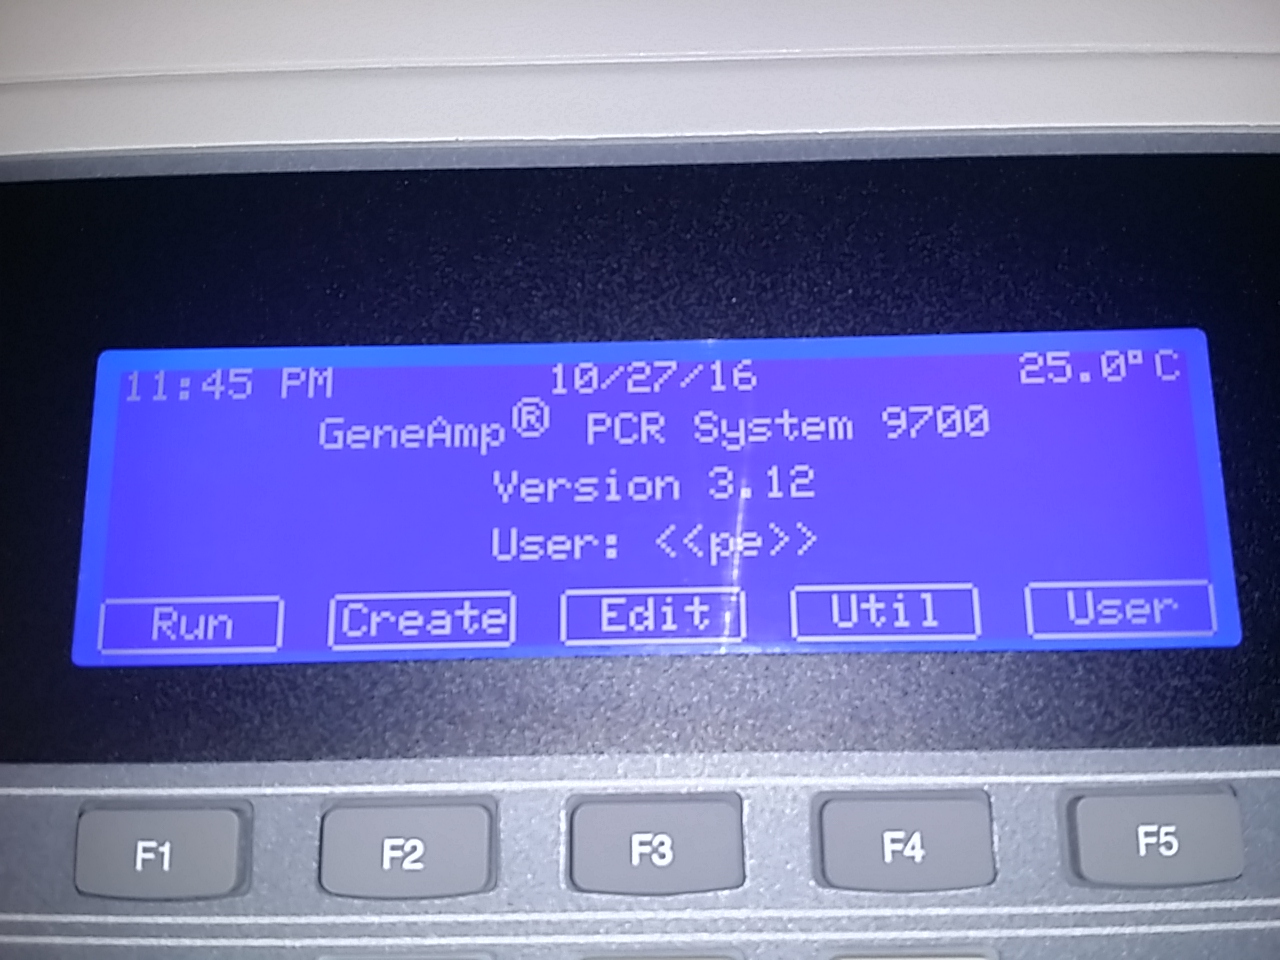 11:45 PM 10/27/16 25.0°C
GeneAmp® PCR System 9700
Version 3.12
User: <<pe>>
Run Create Edit Util User
F1 F2 F3 F4 F5